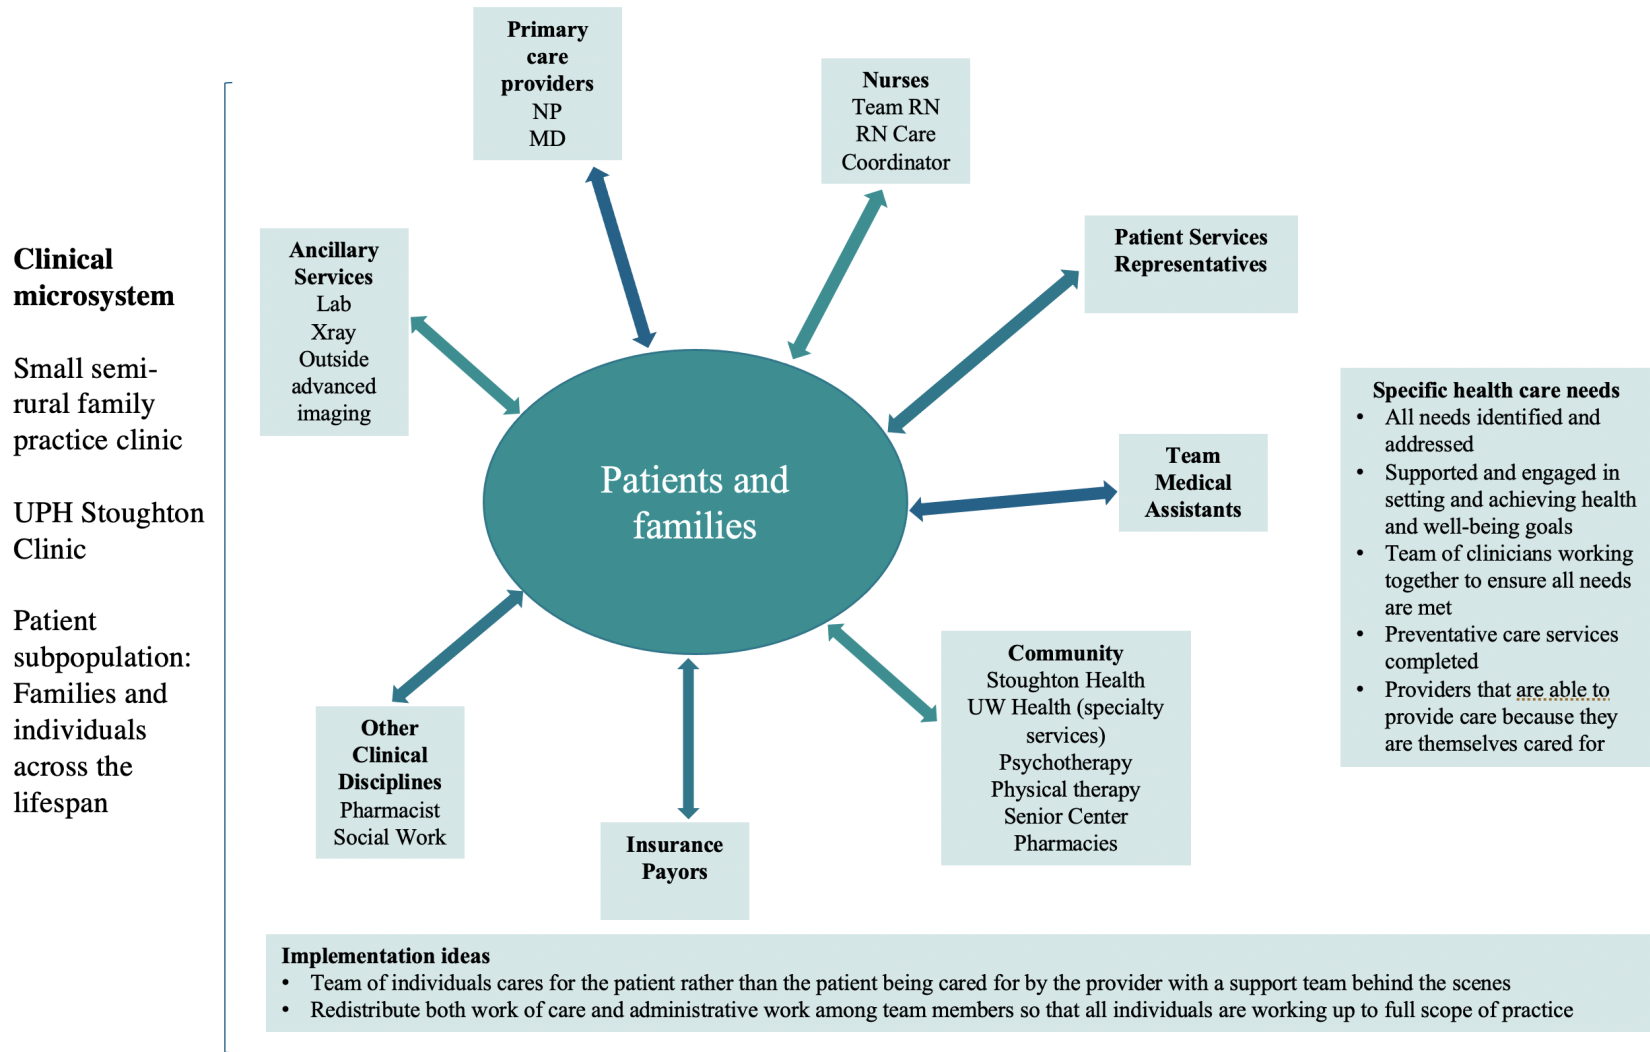 Clinical
microsystem
Small semi-
rural family
practice clinic
UPH Stoughton
Clinic
Patient
subpopulation:
Families and
individuals
across the
lifespan
Primary
care
providers
NP
MD
Nurses
Team RN
RN Care
Coordinator
Patient Services
Representatives
Ancillary
Services
Lab
Xray
Outside
advanced
imaging
Patients and
families
Team
Medical
Assistants
Specific health care needs
• All needs identified and
addressed
• Supported and engaged in
setting and achieving health
and well-being goals
• Team of clinicians working
together to ensure all needs
are met
• Preventative care services
completed
• Providers that are able to
provide care because they
are themselves cared for
Other
Clinical
Disciplines
Pharmacist
Social Work
Insurance
Payors
Community
Stoughton Health
UW Health (specialty
services)
Psychotherapy
Physical therapy
Senior Center
Pharmacies
Implementation ideas
• Team of individuals cares for the patient rather than the patient being cared for by the provider with a support team behind the scenes
• Redistribute both work of care and administrative work among team members so that all individuals are working up to full scope of practice